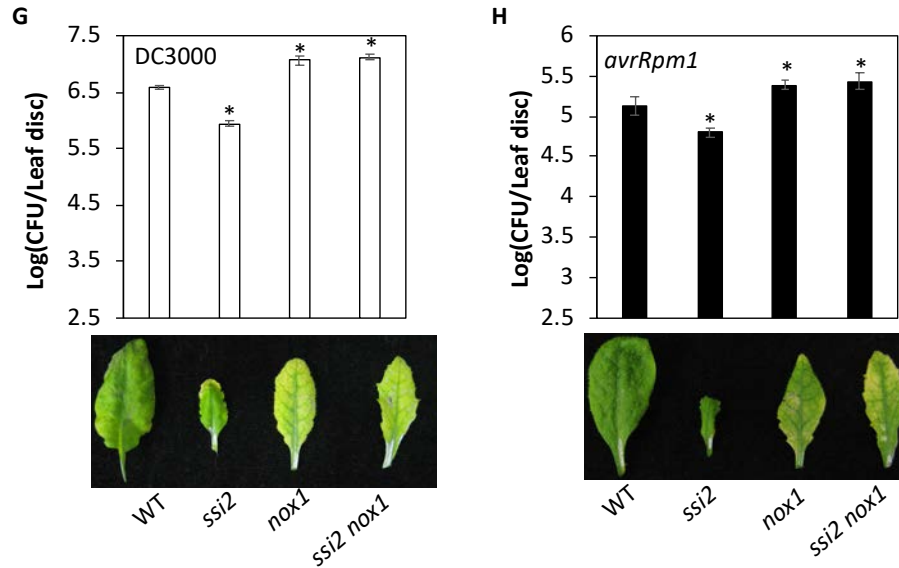 G
7.5
6.5
5.5
4.5
3.5
2.5
Log(CFU/Leaf disc)
DC3000
*
*
*
WT
ssi2
nox1
ssi2 nox1
H
6
5.5
5
4.5
4
3.5
3
2.5
Log(CFU/Leaf disc)
avrRpm1
*
*
*
WT
ssi2
nox1
ssi2 nox1